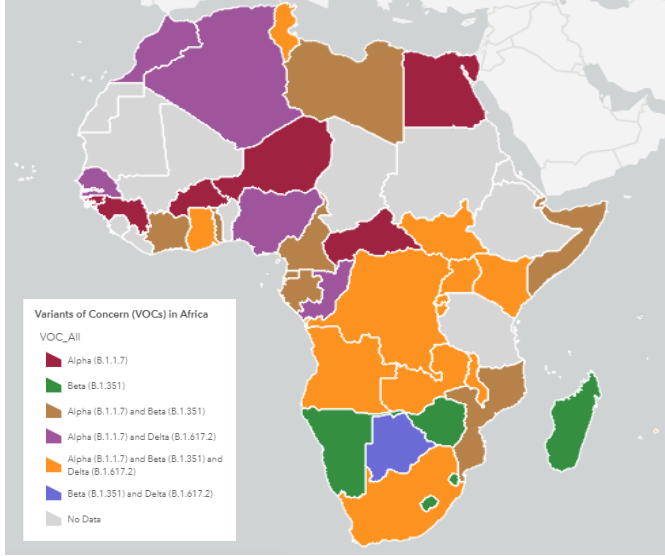 Variants of Concern (VOCs) in Africa
VOC_All
Alpha (B.1.1.7)
Beta (B.1.351)
Alpha (B.1.1.7) and Beta (B.1.351)
Alpha (B.1.1.7) and Delta (B.1.617.2)
Alpha (B.1.1.7) and Beta (B.1.351) and
Delta (B.1.617.2)
Beta (B.1.351) and Delta (B.1.617.2)
No Data